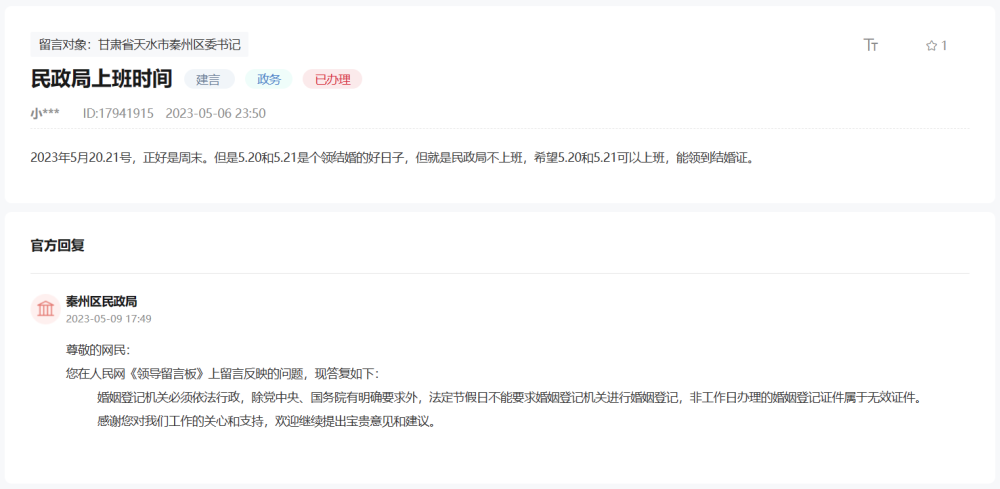 留言对象：甘肃省天水市秦州区委书记
1
民政局上班时间 建言 政务 已办理
小*** ID:17941915 2023-05-06 23:50
2023年5月20.21号，正好是周末。但是5.20和5.21是个领结婚的好日子，但就是民政局不上班，希望5.20和5.21可以上班，能领到结婚证。
官方回复
秦州区民政局
2023-05-09 17:49
尊敬的网民：
您在人民网《领导留言板》上留言反映的问题，现答复如下：
婚姻登记机关必须依法行政，除党中央、国务院有明确要求外，法定节假日不能要求婚姻登记机关进行婚姻登记，非工作日办理的婚姻登记证件属于无效证件。
感谢您对我们工作的关心和支持，欢迎继续提出宝贵意见和建议。